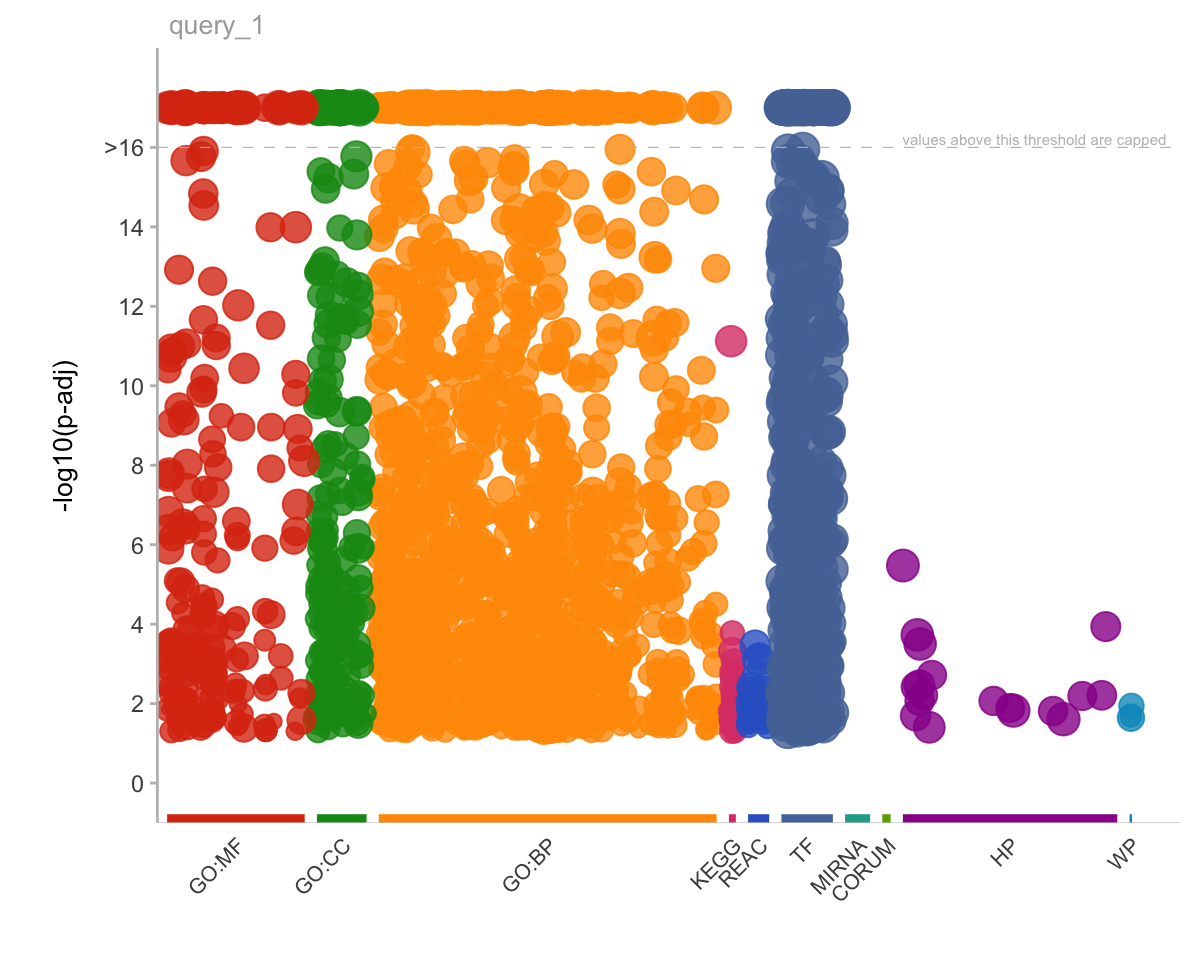 query_1
-log10(p-adj)
>16
values above this threshold are capped
14
12
10
8
6
4
2
0
GO:MF
GO:CC
GO:BP
KEGG
REAC
TF
MIRNA
CORUM
HP
WP